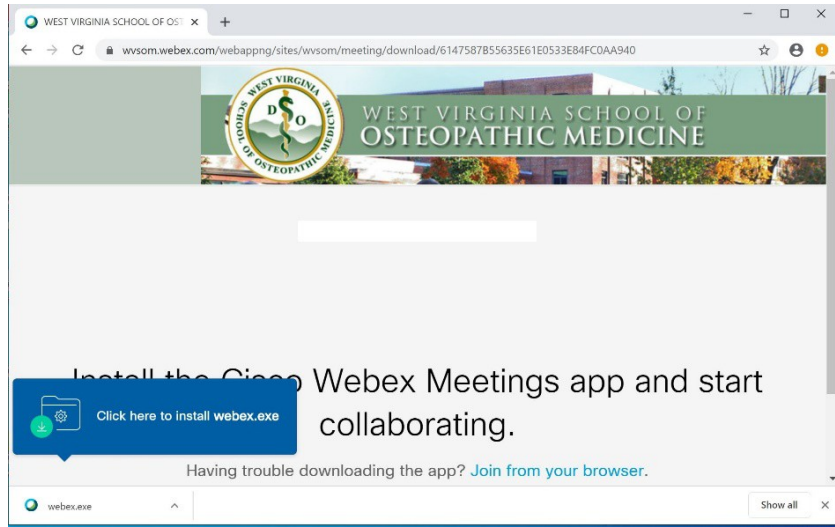 WEST VIRGINIA SCHOOL OF OST
wvsom.webex.com/webappng/sites/wvsom/meeting/download/6147587B55635E61E0533E84FC0AA940
WEST VIRGINIA
SCHOOL OF
OSTEOPATHIC
MEDICINE
D O
WEST VIRGINIA SCHOOL OF
OSTEOPATHIC MEDICINE
Install the Cisco Webex Meetings app and start
collaborating.
Click here to install webex.exe
Having trouble downloading the app? Join from your browser.
webex.exe
Show all